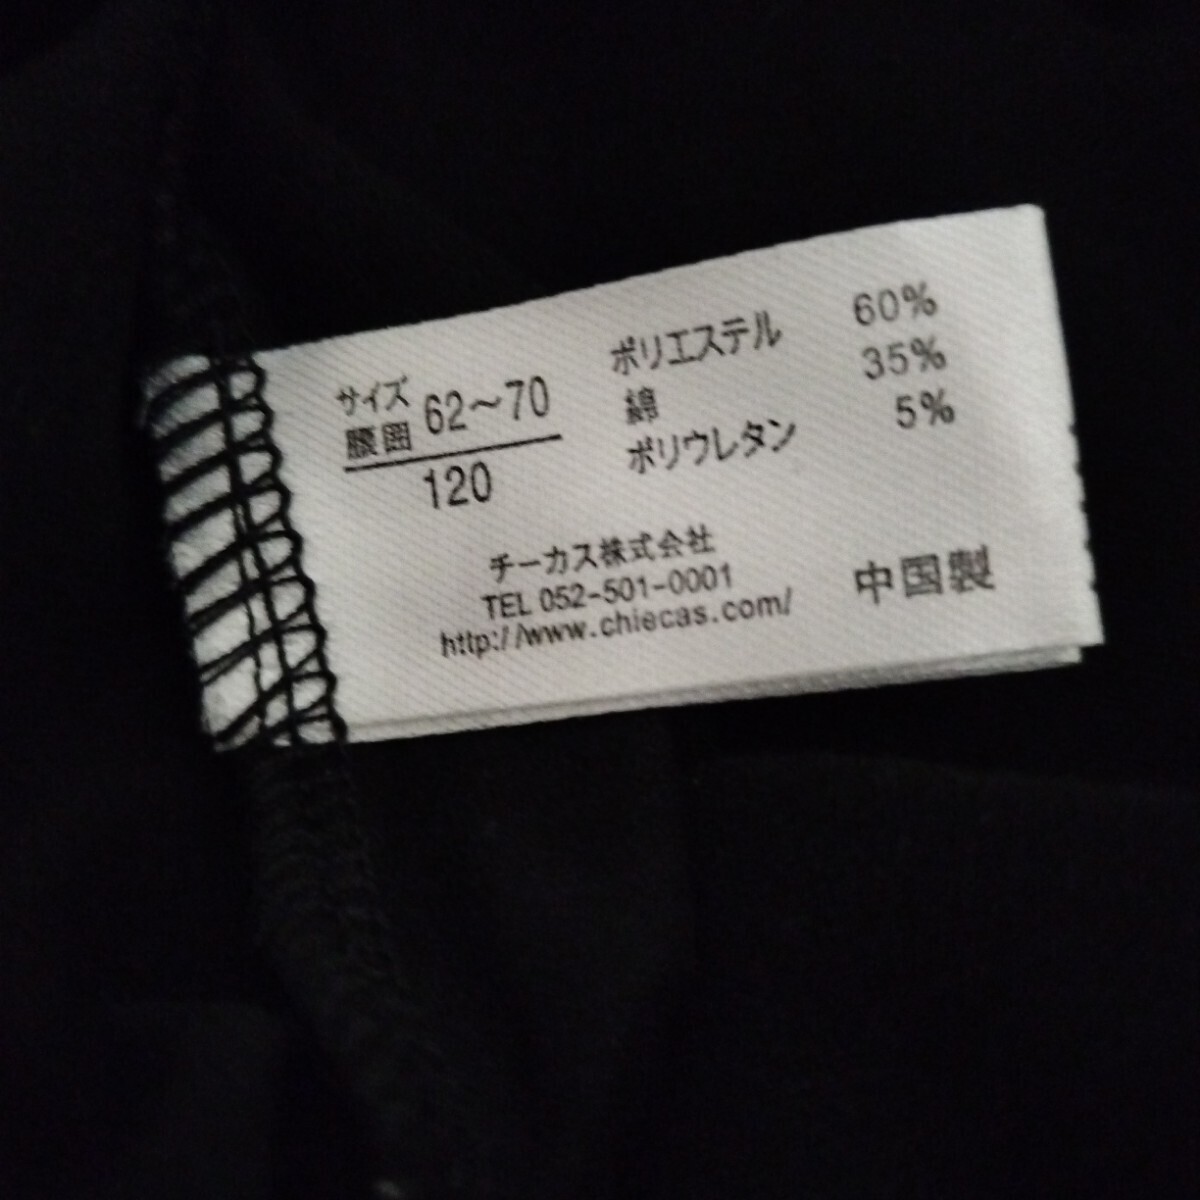 サイズ
腰囲 62～70
120
ポリエステル 60%
綿 35%
ポリウレタン 5%
チーカス株式会社
TEL 052-501-0001
http://www.chiecas.com/
中国製